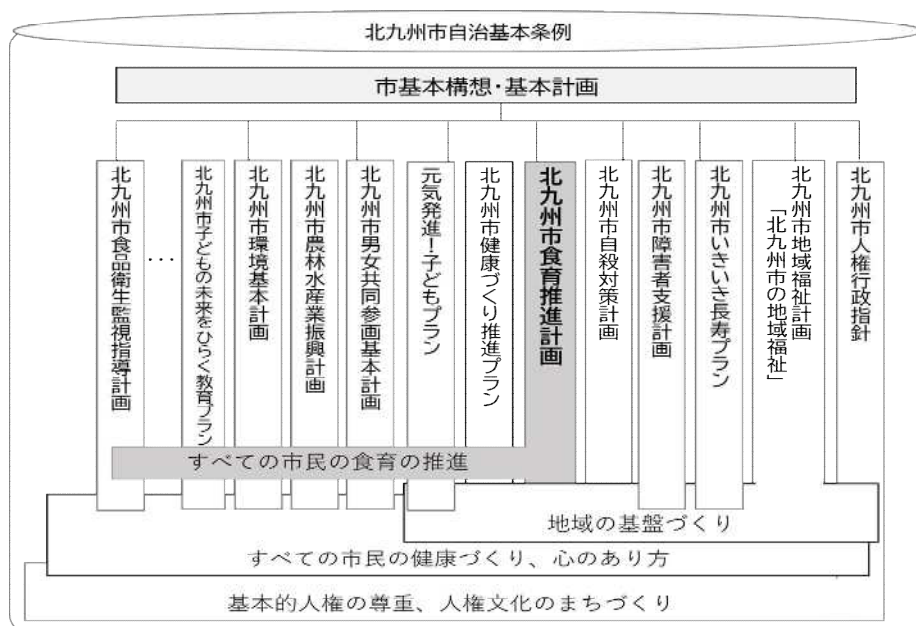 北九州市自治基本条例
市基本構想・基本計画
北九州市食品衛生監視指導計画
・・・
北九州市子どもの未来をひらく教育プラン
北九州市環境基本計画
北九州市農林水産業振興計画
北九州市男女共同参画基本計画
元気発進!子どもプラン
北九州市健康づくり推進プラン
北九州市食育推進計画
北九州市自殺対策計画
北九州市障害者支援計画
北九州市いきいき長寿プラン
北九州市地域福祉計画
「北九州市の地域福祉」
北九州市人権行政指針
すべての市民の食育の推進
地域の基盤づくり
すべての市民の健康づくり、心のあり方
基本的人権の尊重、人権文化のまちづくり